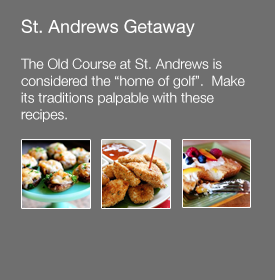 St. Andrews Getaway
The Old Course at St. Andrews is
considered the “home of golf”.  Make
its traditions palpable with these
recipes.